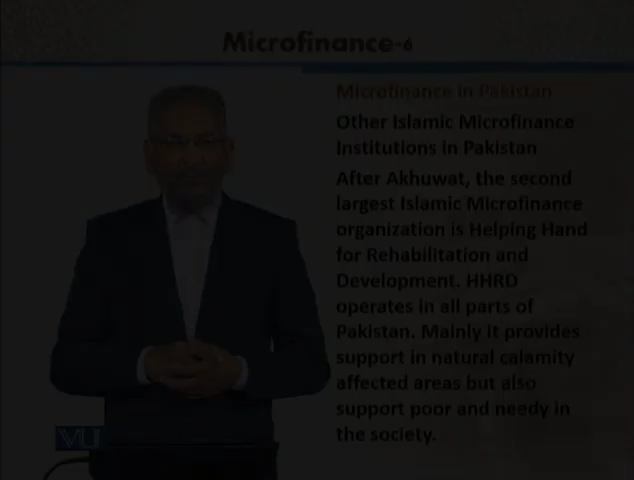 Microfinance-6
Microfinance in Pakistan
Other Islamic Microfinance
Institutions in Pakistan
After Akhuwat, the second
largest Islamic Microfinance
organization is Helping Hand
for Rehabilitation and
Development. HHRD
operates in all parts of
Pakistan. Mainly it provides
support in natural calamity
affected areas but also
support poor and needy in
the society.
VU